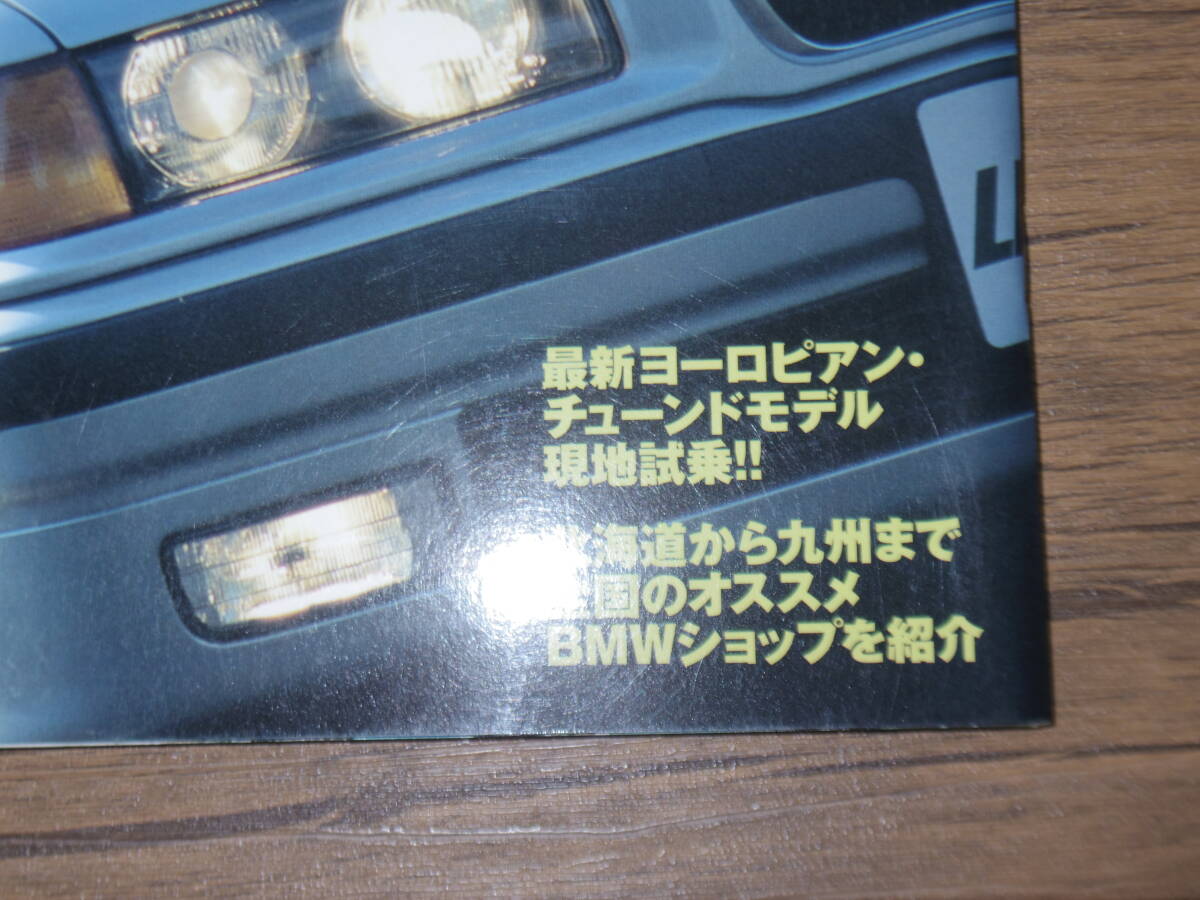 最新ヨーロピアン・
チューンドモデル
現地試乗!!
海道から九州まで
国のオススメ
BMWショップを紹介